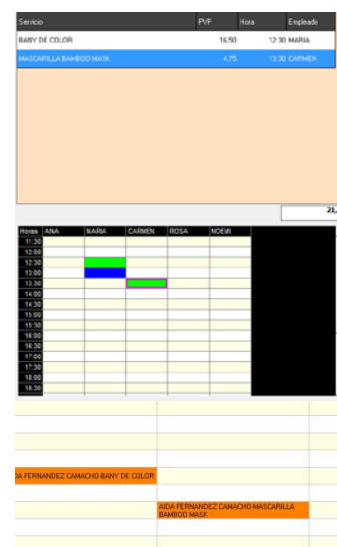 Servicio PVP Hora Empleado
BANY DE COLOR 16,50 12:30 MARIA
MASCARILLA BAMBOO MASK 4,75 13:30 CARMEN
21,
Horas ANA MARIA CARMEN ROSA NOEMI
11:30
12:00
12:30
13:00
13:30
14:00
14:30
15:00
15:30
16:00
16:30
17:00
17:30
18:00
18:30
DA FERNANDEZ CAMACHO BANY DE COLOR
AIDA FERNANDEZ CAMACHO MASCARILLA
BAMBOO MASK